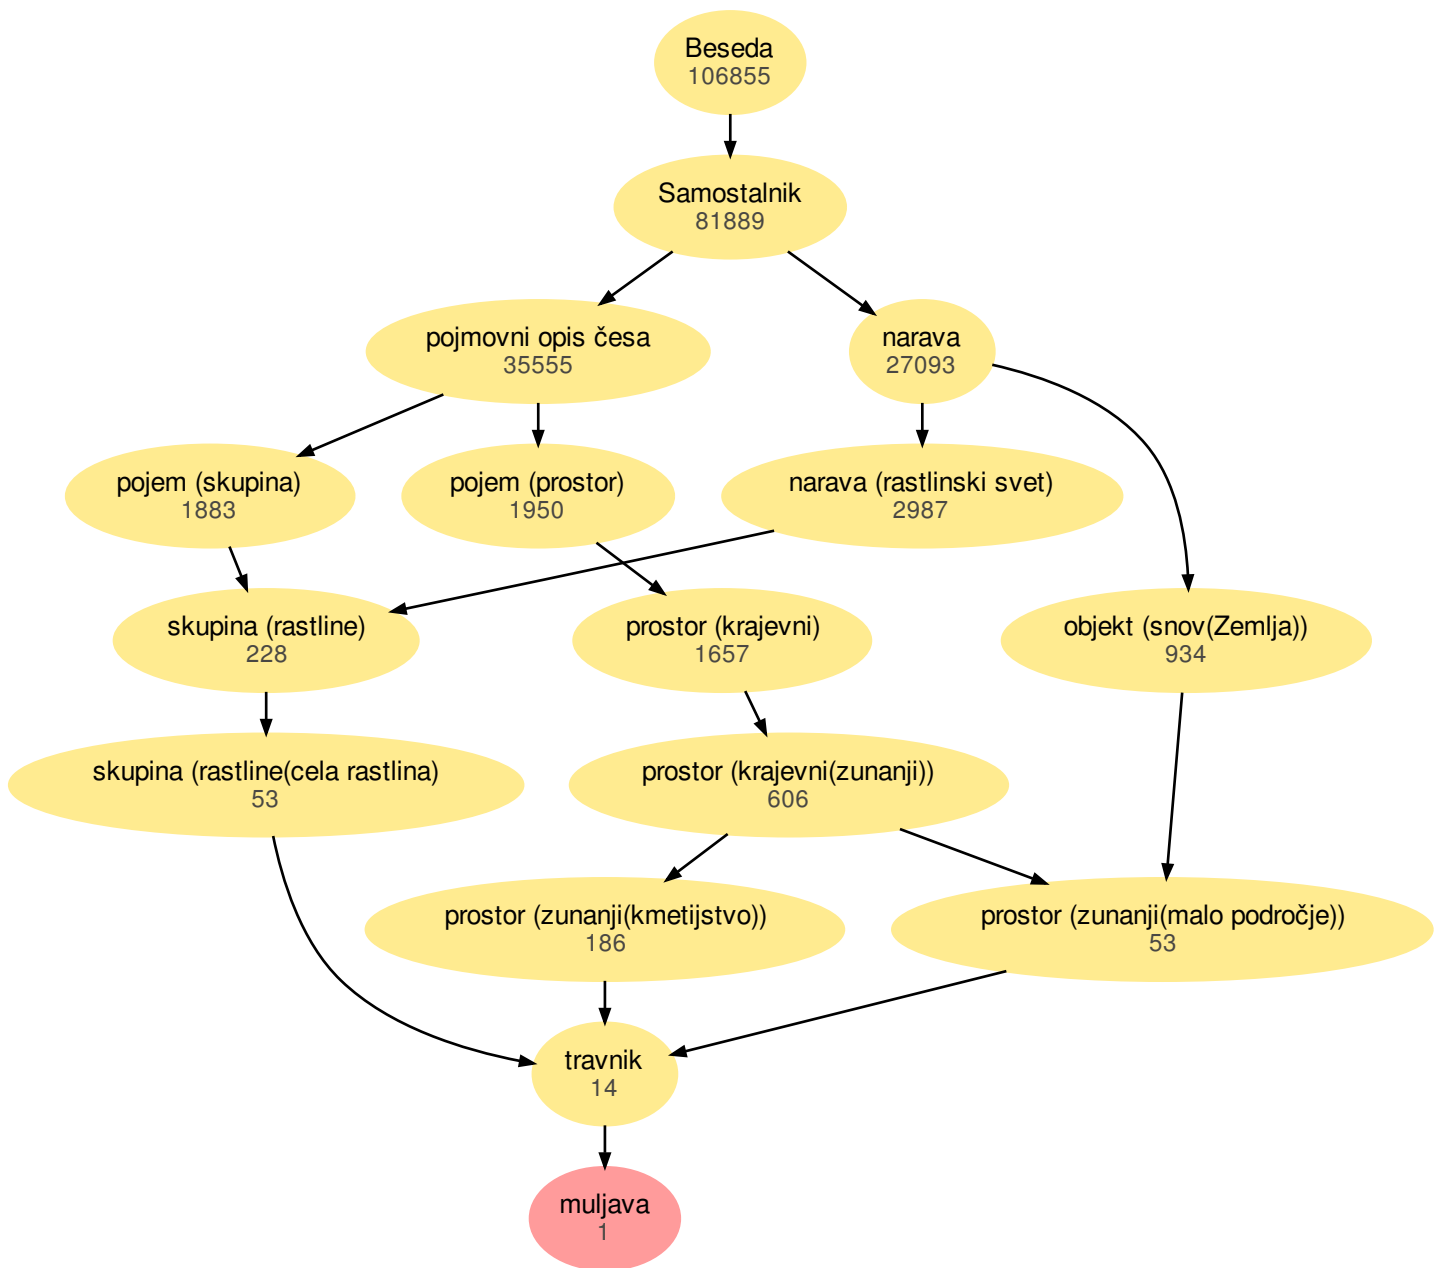 Beseda
106855
Samostalnik
81889
pojmovni opis česa
35555
narava
27093
pojem (skupina)
1883
pojem (prostor)
1950
narava (rastlinski svet)
2987
skupina (rastline)
228
prostor (krajevni)
1657
objekt (snov(Zemlja))
934
skupina (rastline(cela rastlina)
53
prostor (krajevni(zunanji))
606
prostor (zunanji(kmetijstvo))
186
prostor (zunanji(malo področje))
53
travnik
14
muljava
1